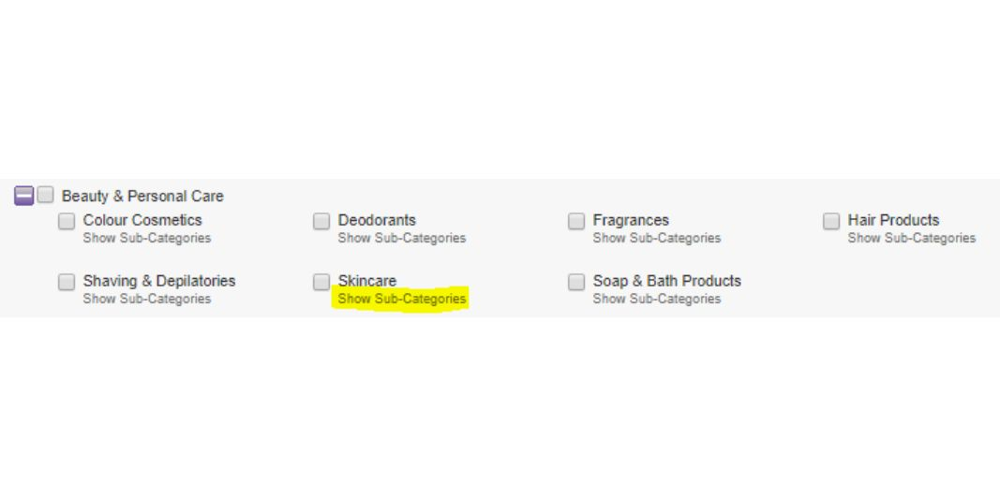 Beauty & Personal Care
Colour Cosmetics
Show Sub-Categories
Deodorants
Show Sub-Categories
Fragrances
Show Sub-Categories
Hair Products
Show Sub-Categories
Shaving & Depilatories
Show Sub-Categories
Skincare
Show Sub-Categories
Soap & Bath Products
Show Sub-Categories